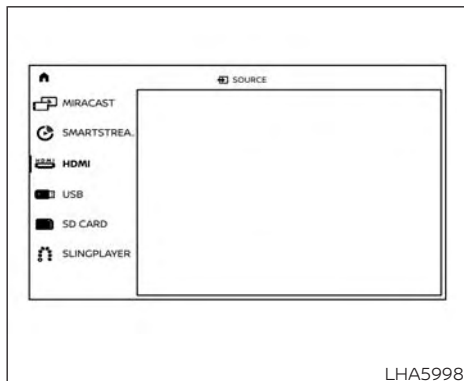 SOURCE
MIRACAST
SMARTSTREA.
HDMI
HDMI
USB
SD CARD
SLINGPLAYER
LHA5998